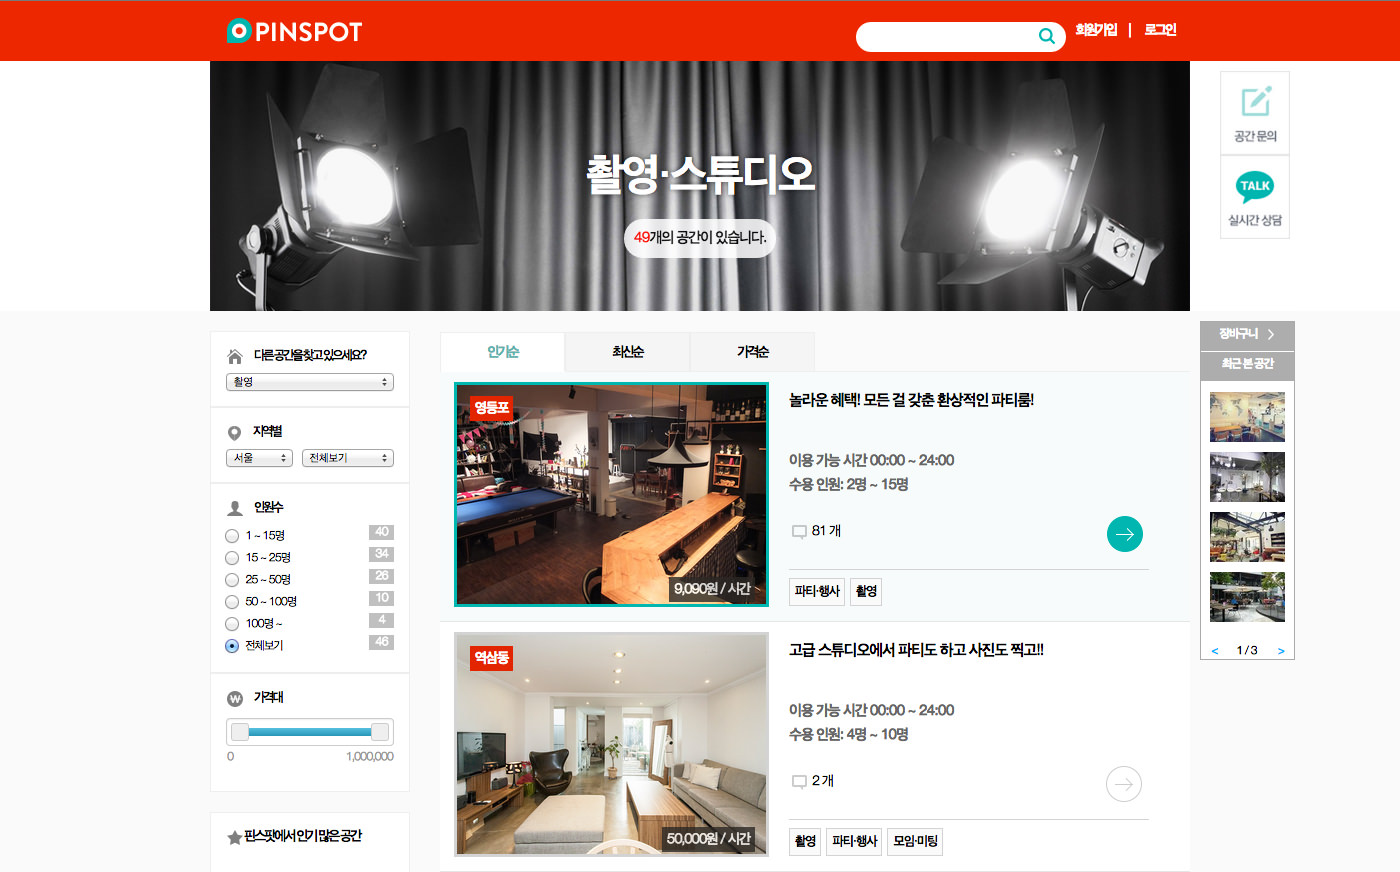 PINSPOT
회원가입 | 로그인
촬영·스튜디오
49개의 공간이 있습니다.
공간 문의
TALK
실시간 상담
장바구니
최근 본 공간
< 1/3 >
다른 공간을 찾고 있으세요?
촬영
지역별
서울 전체보기
인원수
1 ~ 15명 40
15 ~ 25명 34
25 ~ 50명 26
50 ~ 100명 10
100명 ~ 4
전체보기 46
가격대
0 1,000,000
핀스팟에서 인기 많은 공간
인기순 최신순 가격순
영등포
9,090원 / 시간
놀라운 혜택! 모든 걸 갖춘 환상적인 파티룸!
이용 가능 시간 00:00 ~ 24:00
수용 인원: 2명 ~ 15명
81 개
파티·행사 촬영
역삼동
50,000원 / 시간
고급 스튜디오에서 파티도 하고 사진도 찍고!!
이용 가능 시간 00:00 ~ 24:00
수용 인원: 4명 ~ 10명
2 개
촬영 파티·행사 모임·미팅